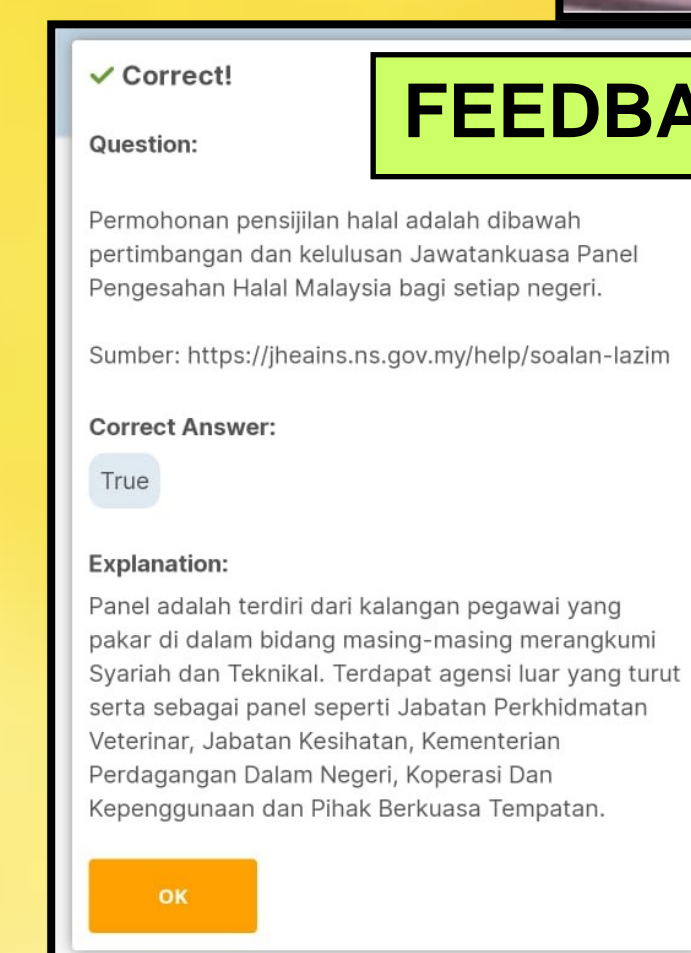 ✓ Correct!
FEEDBA
Question:
Permohonan pensijilan halal adalah dibawah
pertimbangan dan kelulusan Jawatankuasa Panel
Pengesahan Halal Malaysia bagi setiap negeri.
Sumber: https://jheains.ns.gov.my/help/soalan-lazim
Correct Answer:
True
Explanation:
Panel adalah terdiri dari kalangan pegawai yang
pakar di dalam bidang masing-masing merangkumi
Syariah dan Teknikal. Terdapat agensi luar yang turut
serta sebagai panel seperti Jabatan Perkhidmatan
Veterinar, Jabatan Kesihatan, Kementerian
Perdagangan Dalam Negeri, Koperasi Dan
Kepenggunaan dan Pihak Berkuasa Tempatan.
OK